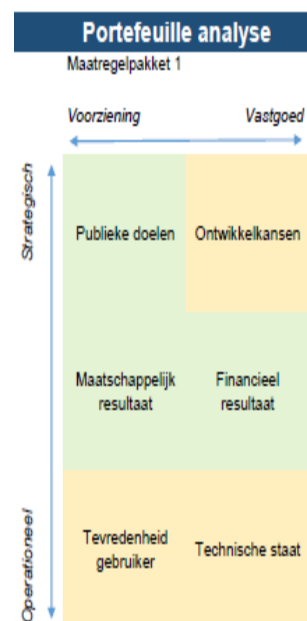 Portefeuille analyse
Maatregelpakket 1
Voorziening Vastgoed
Strategisch
Publieke doelen Ontwikkelkansen
Maatschappelijk
resultaat
Financieel
resultaat
Operationeel
Tevredenheid
gebruiker
Technische staat